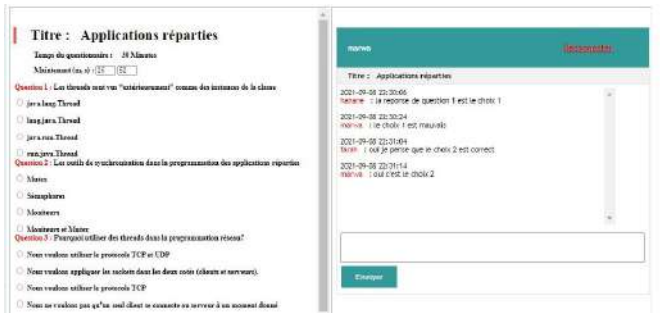 Titre : Applications réparties
Temps du questionnaire : 30 Minutes
Maintenant (m, s) :
Question 1 : Les threads sont vus "extérieurement" comme des instances de la classe
java.lang.Thread
lang.java.Thread
java.run.Thread
run.java.Thread
Question 2 : Les outils de synchronisation dans la programmation des applications réparties
Mutex
Sémaphores
Moniteurs
Moniteurs et Mutex
Question 3 : Pourquoi utiliser des threads dans la programmation réseau?
Nous voulons utiliser le protocole TCP et UDP
Nous voulons appliquer les sockets dans les deux cotés (clients et serveurs).
Nous voulons utiliser le protocole TCP
Nous ne voulons pas qu'un seul client se connecte au serveur à un moment donné
marwa
Titre : Applications réparties
2021-09-08 22:30:06
hanane : la reponse de question 1 est le choix 1
2021-09-08 22:30:24
marwa : le choix 1 est mauvais
2021-09-08 22:31:04
: oui je pense que le choix 2 est correct
2021-09-08 22:31:14
marwa : oui c'est le choix 2
Envoyer